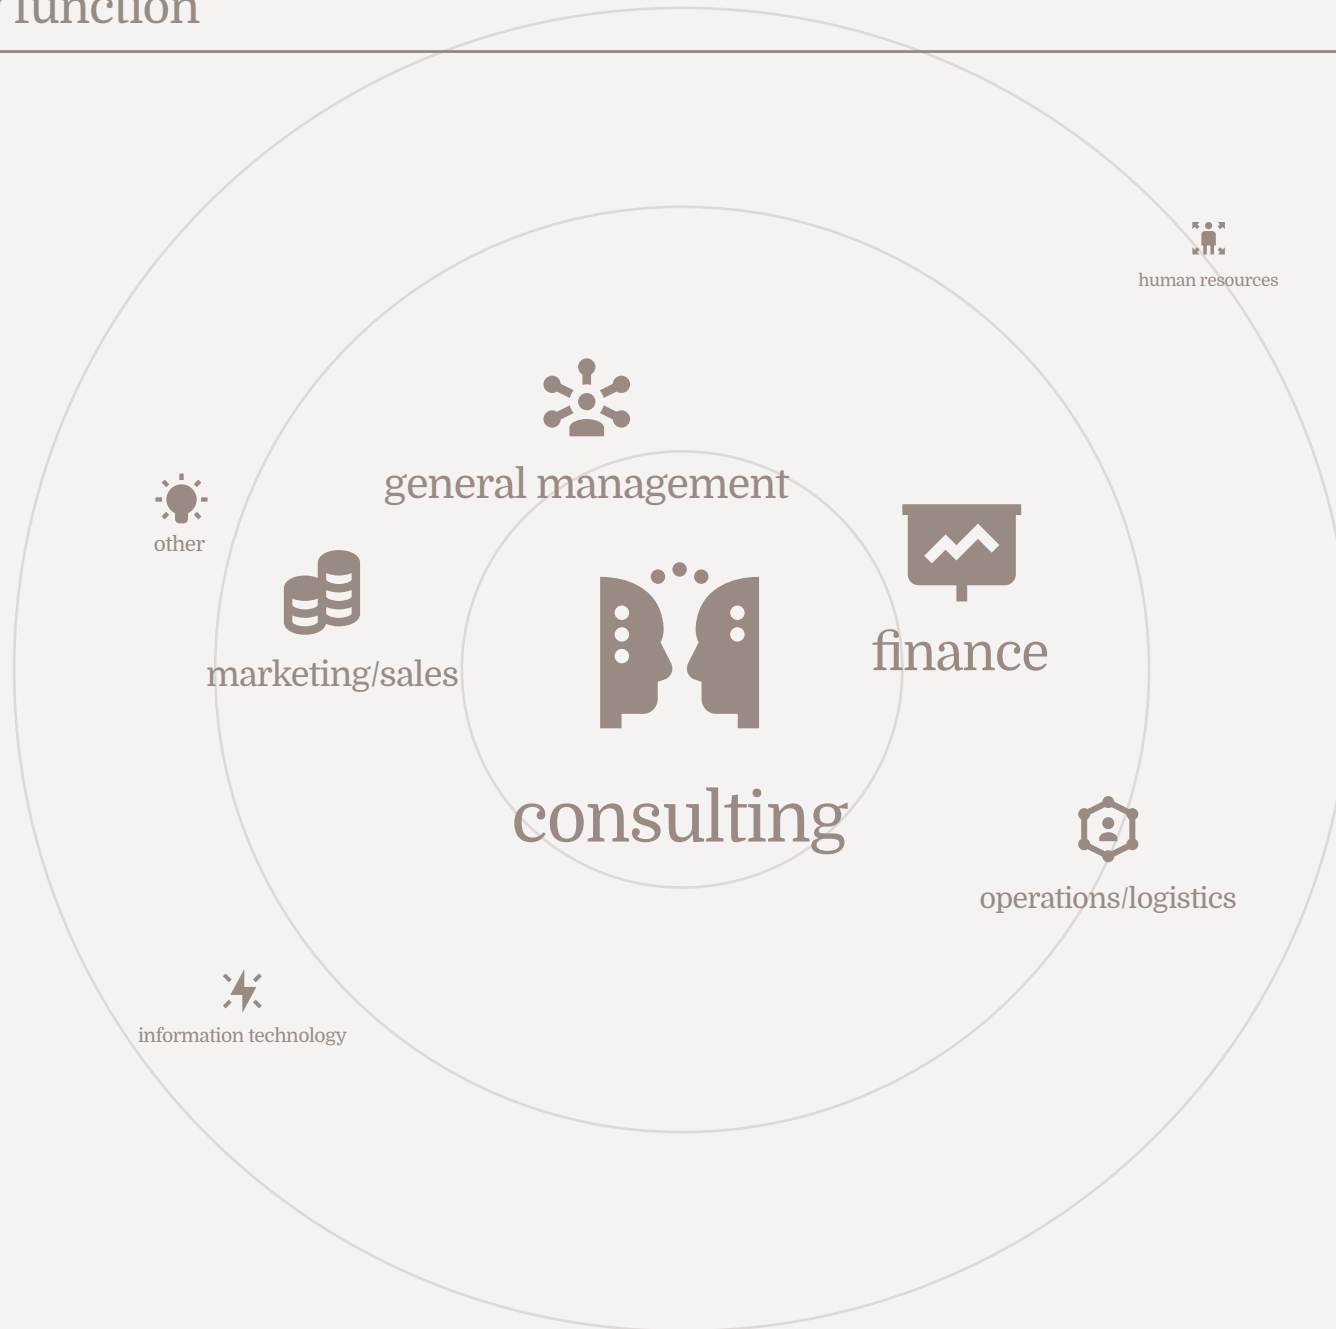 function
human resources
general management
other
finance
marketing/sales
consulting
operations/logistics
information technology